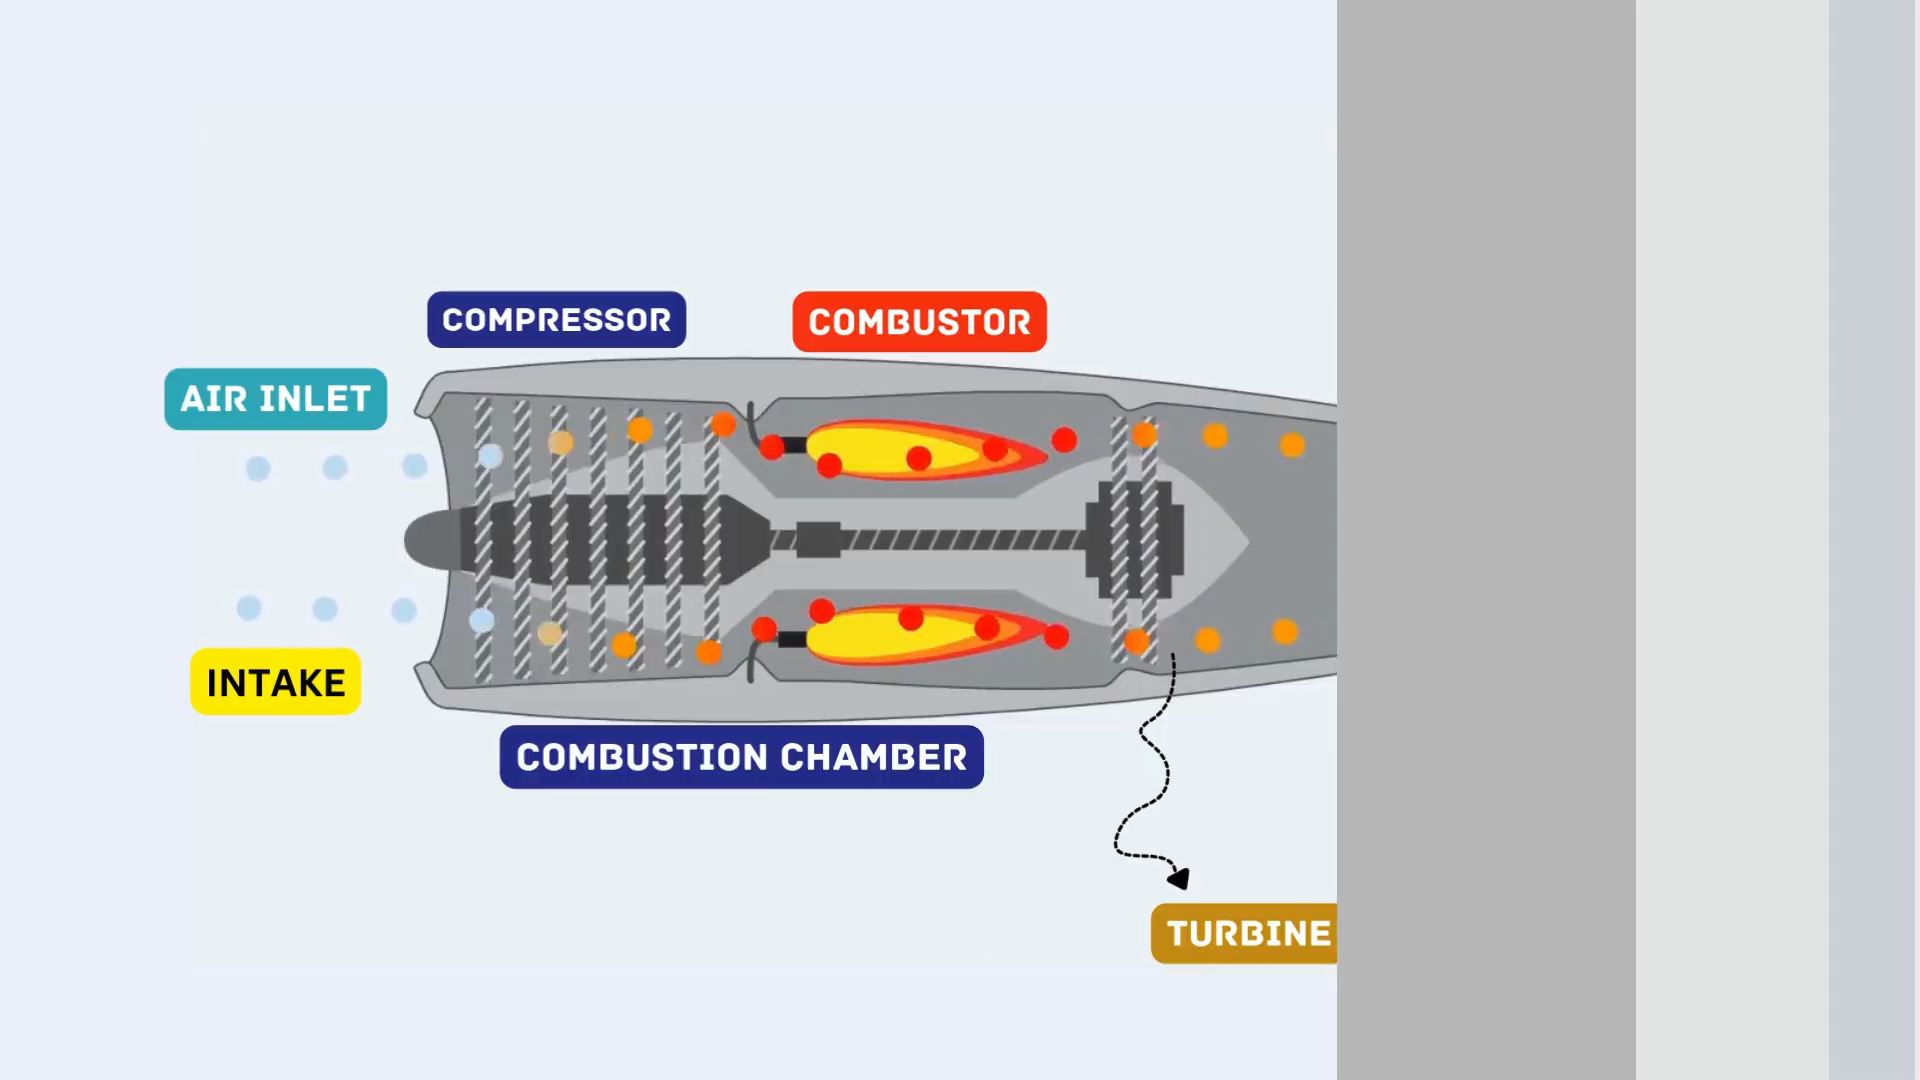 COMPRESSOR
COMBUSTOR
AIR INLET
INTAKE
COMBUSTION CHAMBER
TURBINE